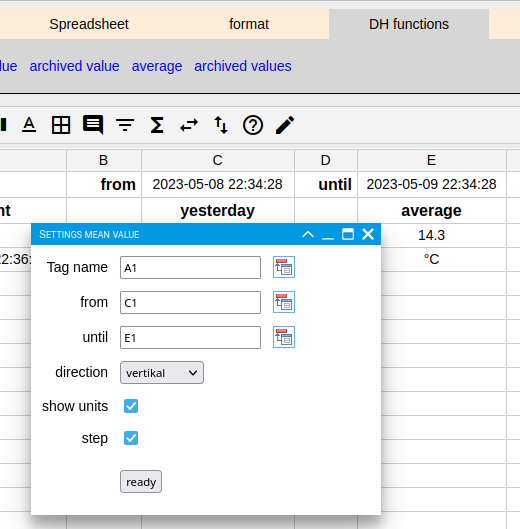 Spreadsheet format DH functions
lue archived value average archived values
A
B C D E
from 2023-05-08 22:34:28 until 2023-05-09 22:34:28
nt yesterday average
14.3
22:36: °C
SETTINGS MEAN VALUE
Tag name A1
from C1
until E1
direction vertikal
show units
step
ready